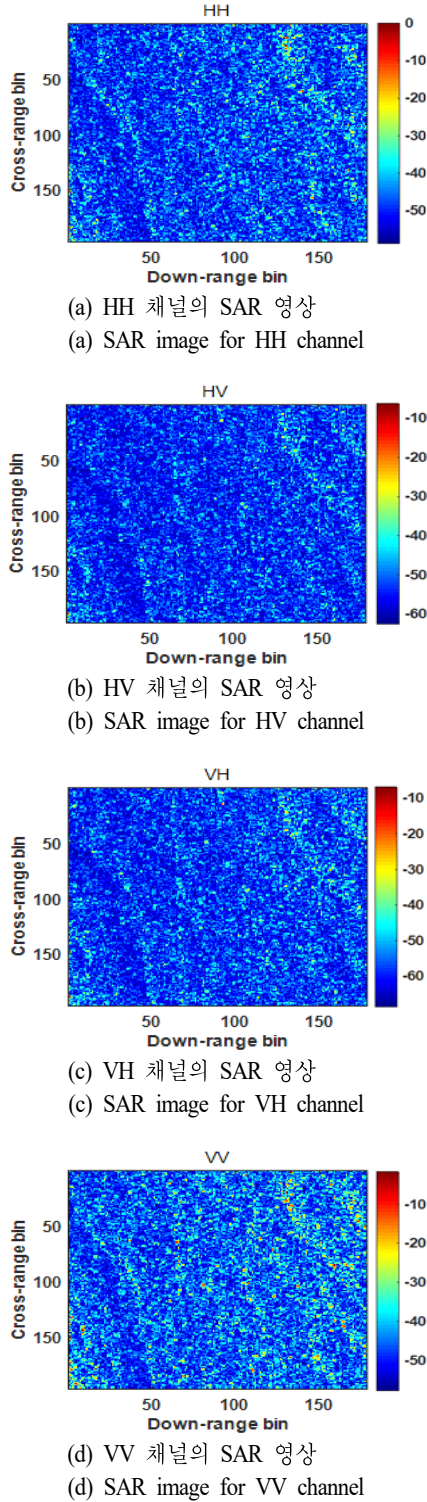 HH
0
-10
-20
-30
-40
-50
50
100
150
Cross-range bin
50 100 150
Down-range bin
(a) HH 채널의 SAR 영상
(a) SAR image for HH channel
HV
-10
-20
-30
-40
-50
-60
50
100
150
Cross-range bin
50 100 150
Down-range bin
(b) HV 채널의 SAR 영상
(b) SAR image for HV channel
VH
-10
-20
-30
-40
-50
-60
50
100
150
Cross-range bin
50 100 150
Down-range bin
(c) VH 채널의 SAR 영상
(c) SAR image for VH channel
VV
-10
-20
-30
-40
-50
50
100
150
Cross-range bin
50 100 150
Down-range bin
(d) VV 채널의 SAR 영상
(d) SAR image for VV channel